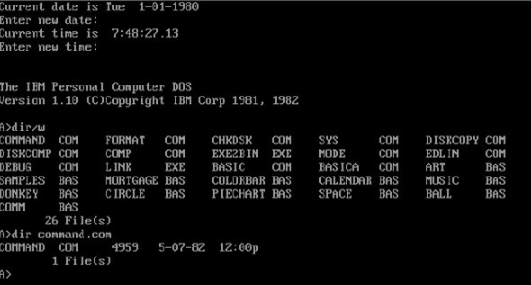 Current date is Tue  1-01-1980
Enter new date:
Current time is  7:48:27.13
Enter new time:
The IBM Personal Computer DOS
Version 1.10 (C)Copyright IBM Corp 1981, 1982
A>dir/w
COMMAND  COM    FORMAT   COM    CHKDSK   COM    SYS      COM    DISKCOPY COM
DISKCOMP COM    COMP     COM    EXE2BIN  EXE    MODE     COM    EDLIN    COM
DEBUG    COM    LINK     EXE    BASIC    COM    BASICA   COM    ART      BAS
SAMPLES  BAS    MORTGAGE BAS    COLORBAR BAS    CALENDAR BAS    MUSIC    BAS
DONKEY   BAS    CIRCLE   BAS    PIECHART BAS    SPACE    BAS    BALL     BAS
COMM     BAS
26 File(s)
A>dir command.com
COMMAND  COM     4959   5-07-82  12:00p
1 File(s)
A>